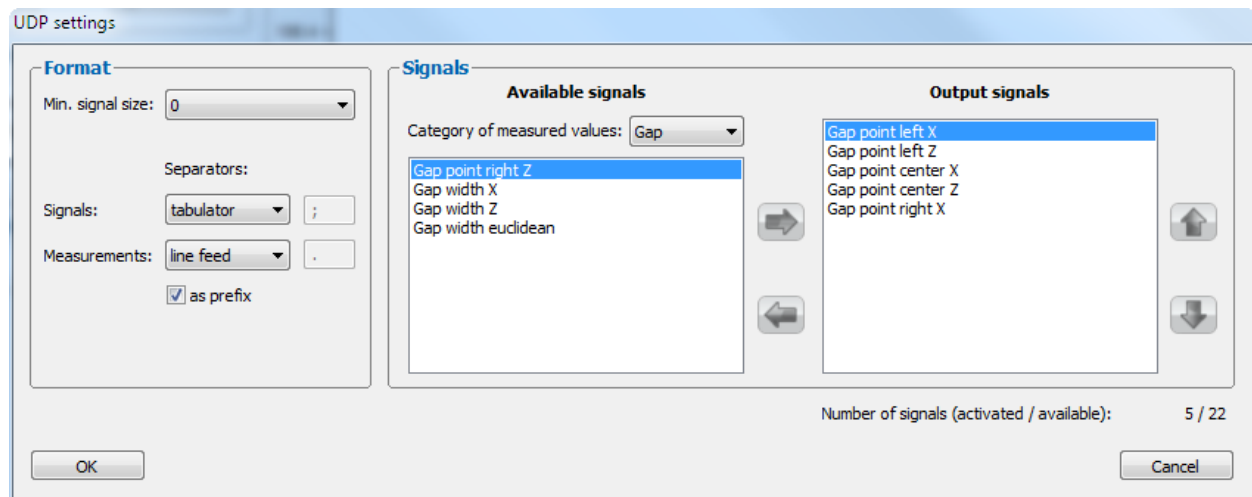 UDP settings
Format
Min. signal size: 0
Separators:
Signals: tabulator ;
Measurements: line feed .
as prefix
Signals
Available signals
Category of measured values: Gap
Gap point right Z
Gap width X
Gap width Z
Gap width euclidean
Output signals
Gap point left X
Gap point left Z
Gap point center X
Gap point center Z
Gap point right X
Number of signals (activated / available): 5 / 22
OK
Cancel